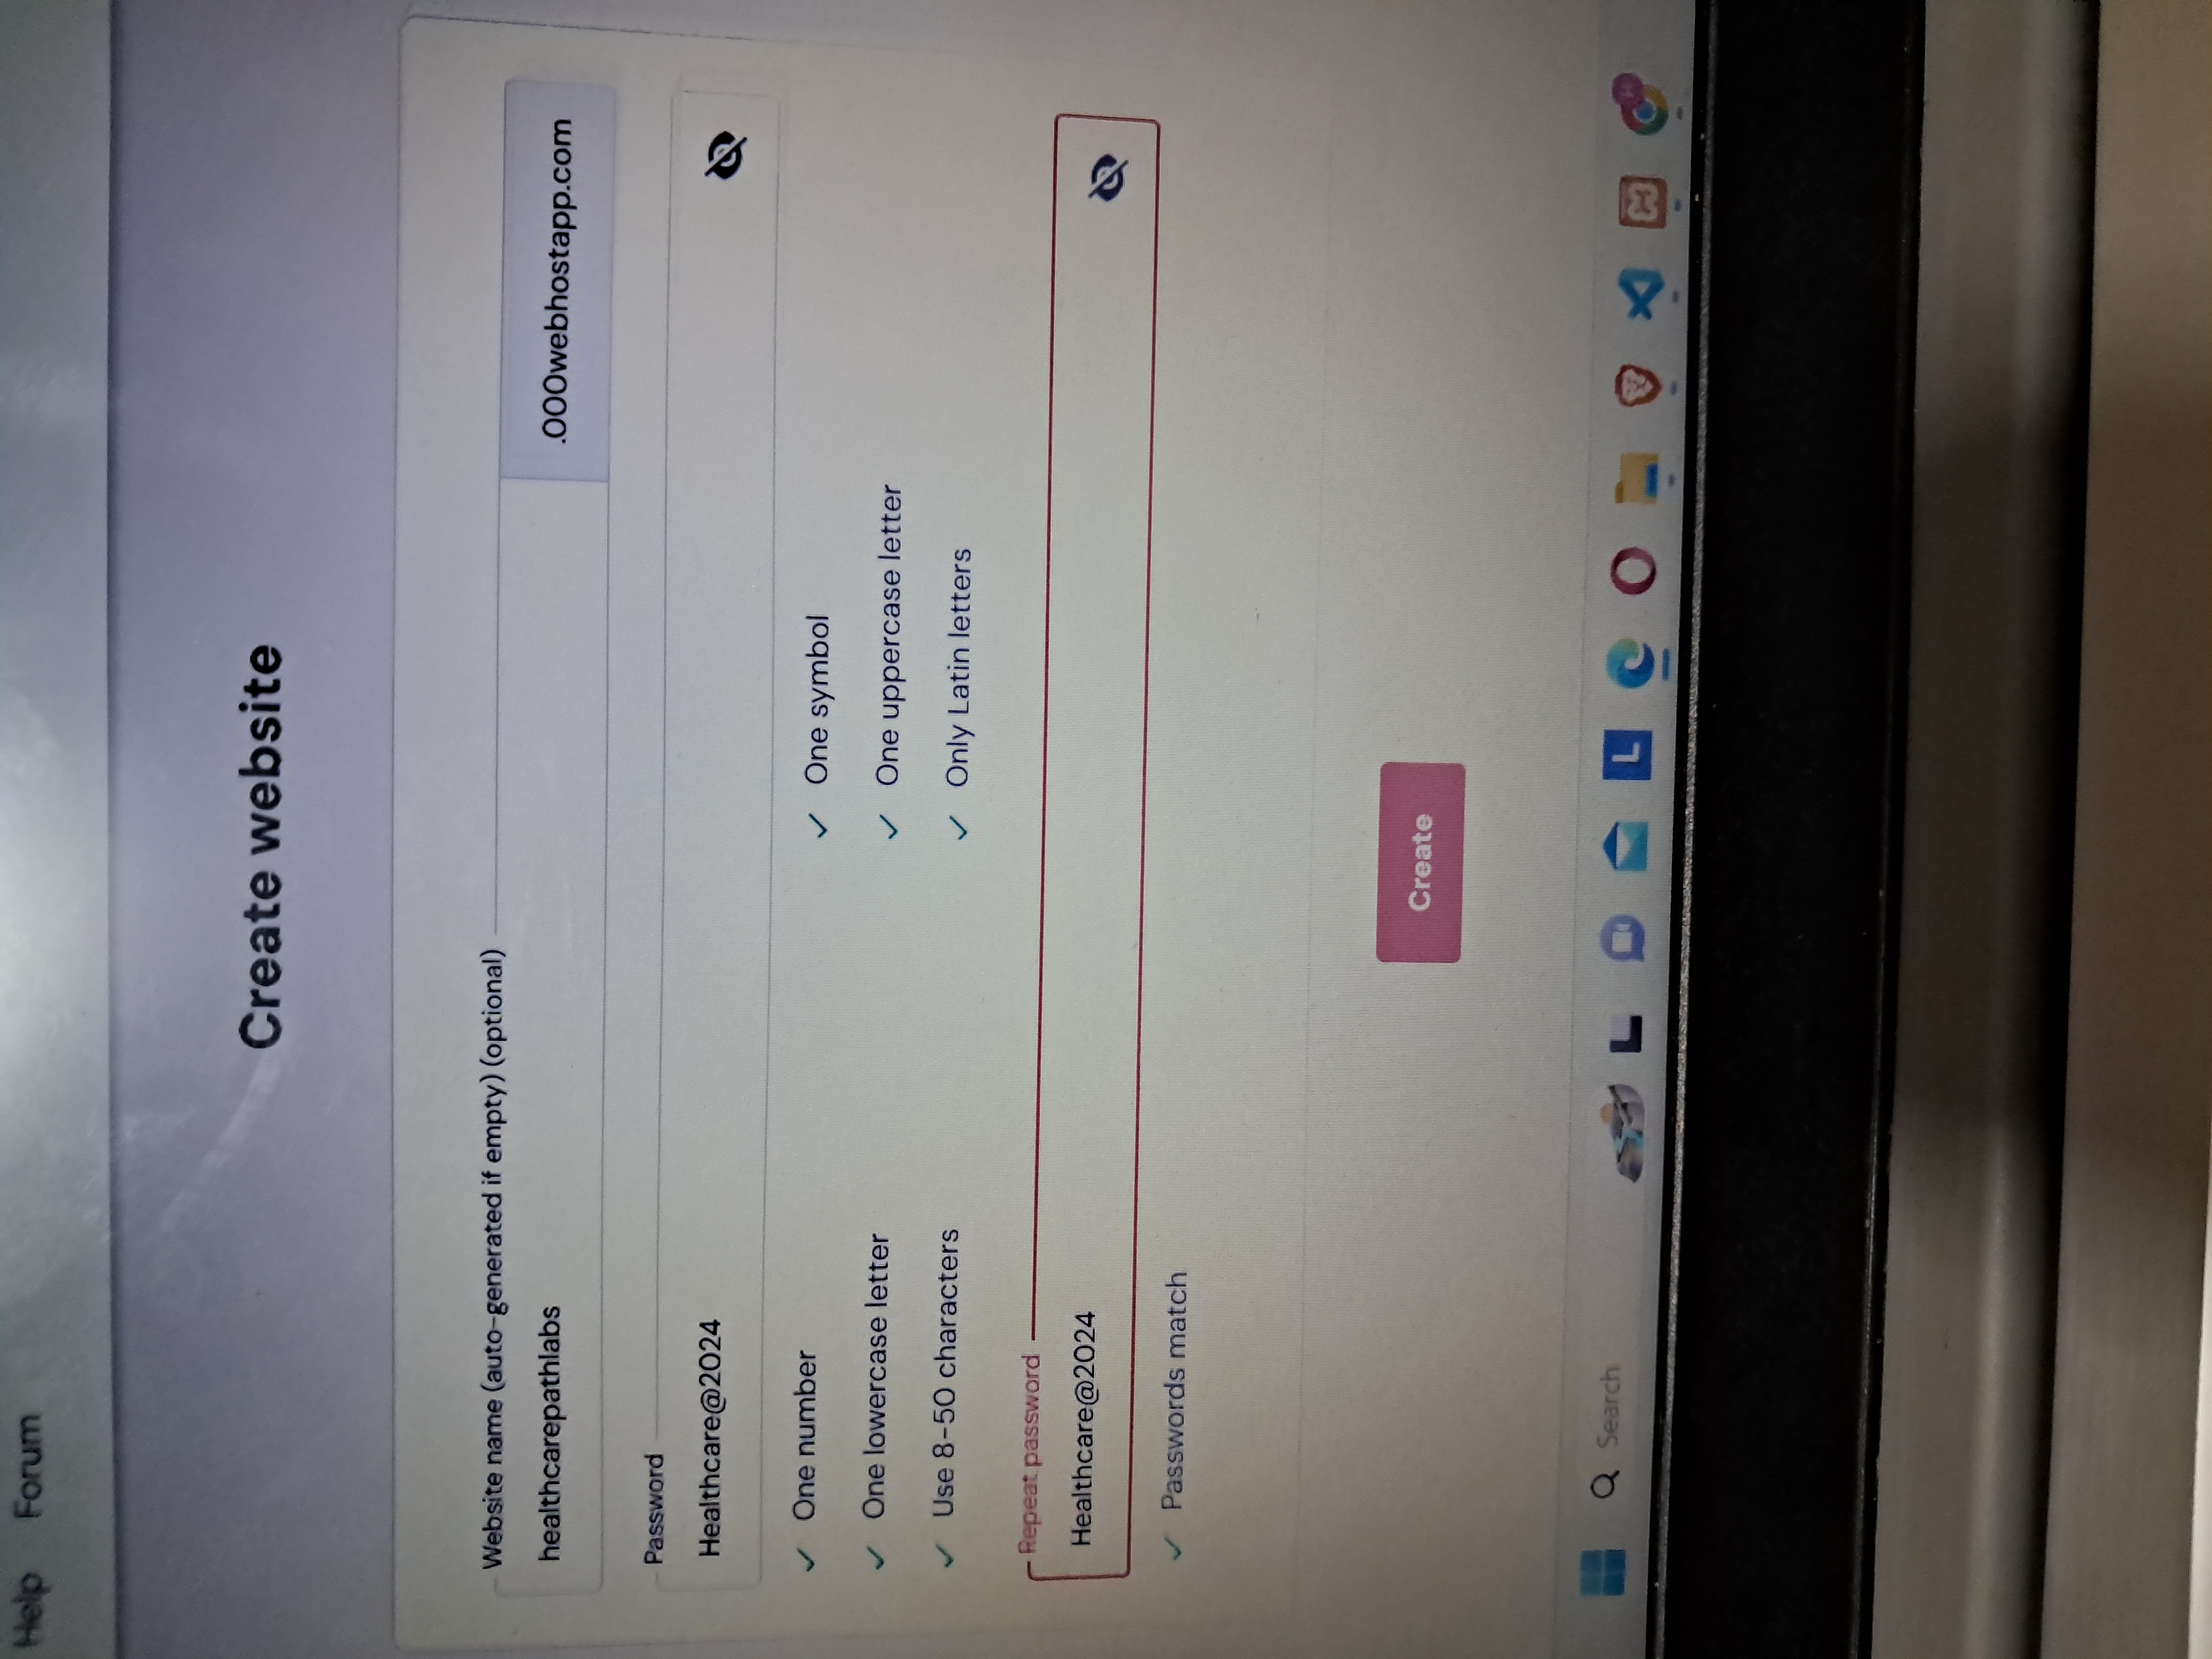 Help Forum
Create website
Website name (auto-generated if empty) (optional)
healthcarepathlabs .000webhostapp.com
Password
Healthcare@2024
One number One symbol
One lowercase letter One uppercase letter
Use 8-50 characters Only Latin letters
Repeat password
Healthcare@2024
Passwords match
Create
Search
L